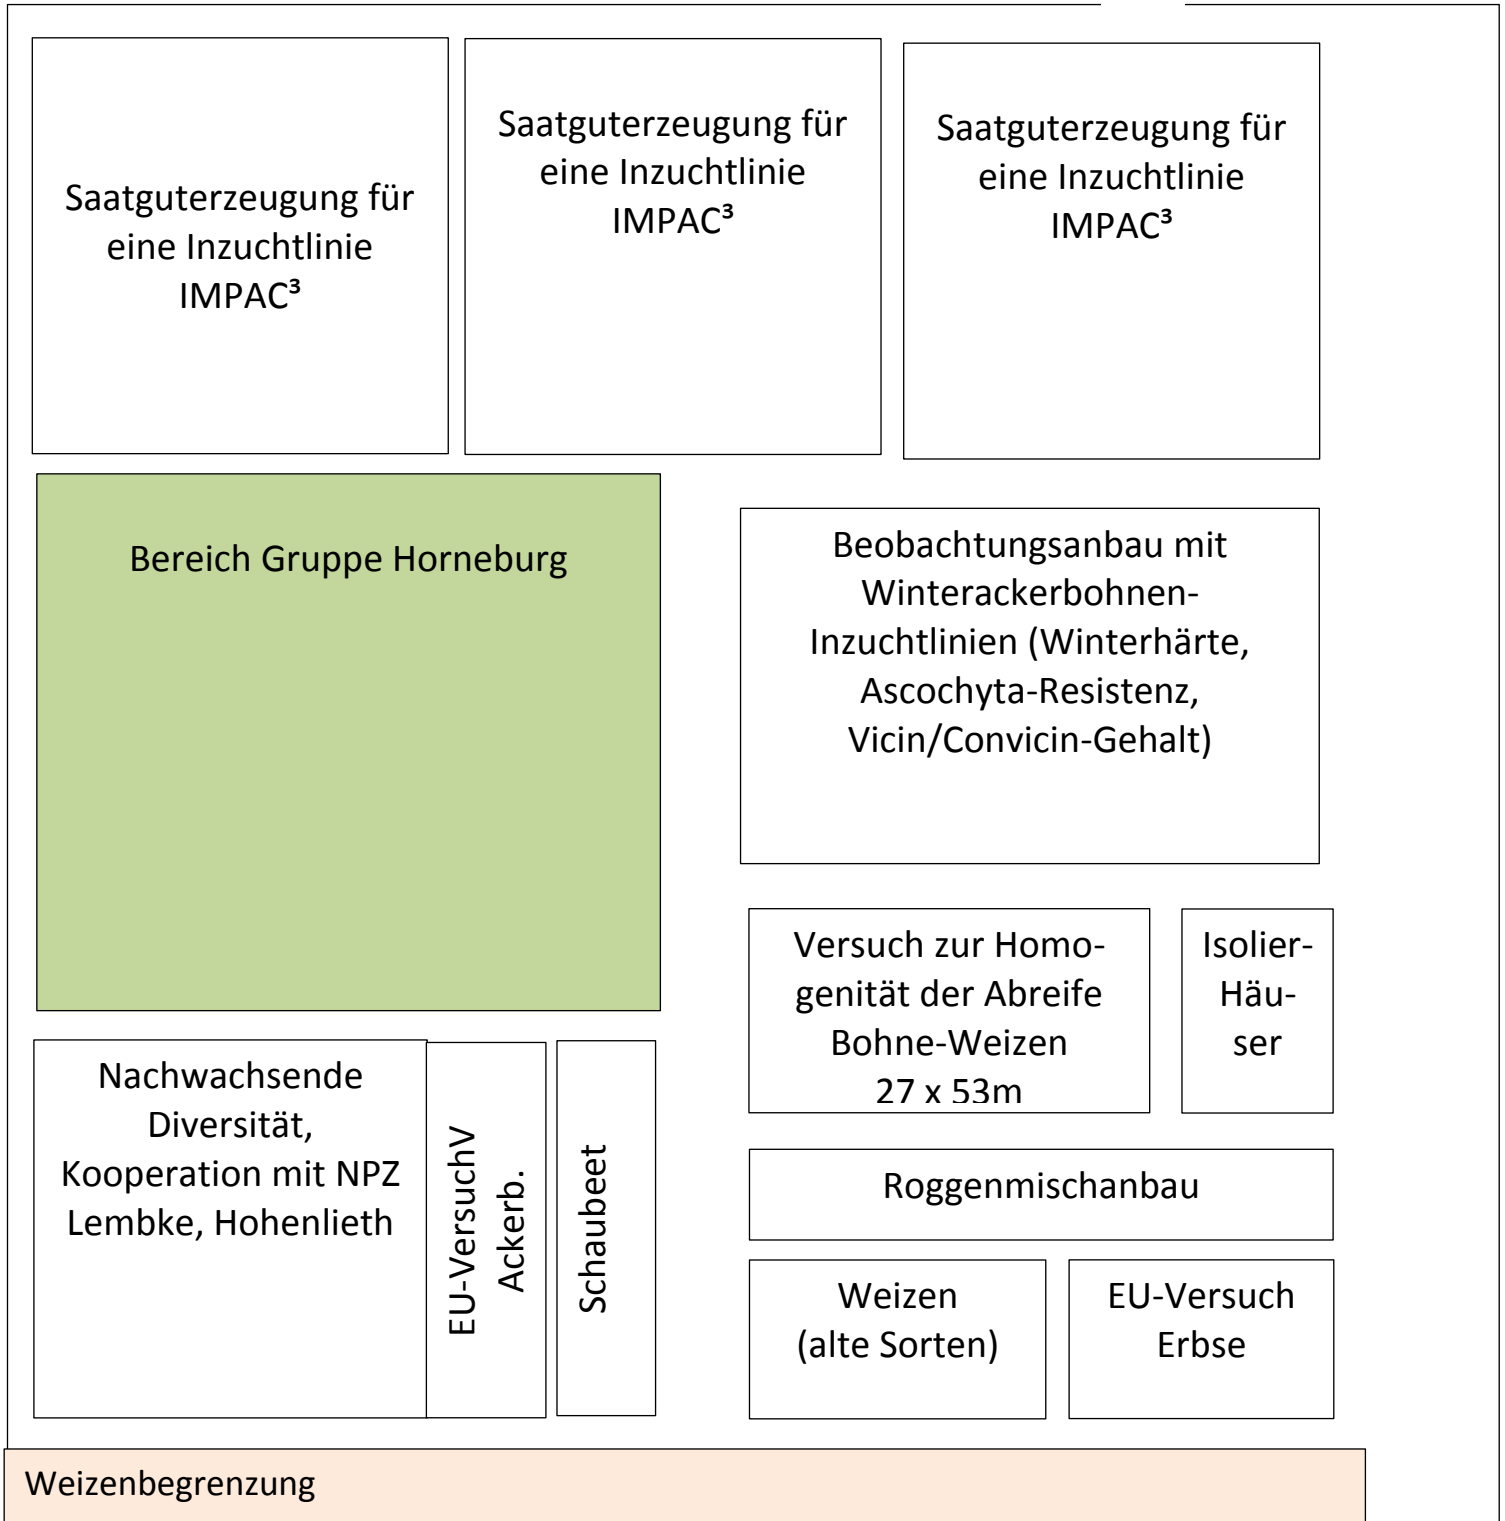 Saatguterzeugung für
eine Inzuchtlinie
IMPAC³
Saatguterzeugung für
eine Inzuchtlinie
IMPAC³
Saatguterzeugung für
eine Inzuchtlinie
IMPAC³
Bereich Gruppe Horneburg
Beobachtungsanbau mit
Winterackerbohnen-
Inzuchtlinien (Winterhärte,
Ascochyta-Resistenz,
Vicin/Convicin-Gehalt)
Versuch zur Homo-
genität der Abreife
Bohne-Weizen
27 x 53m
Isolier-
Häu-
ser
Nachwachsende
Diversität,
Kooperation mit NPZ
Lembke, Hohenlieth
EU-VersuchV
Ackerb.
Schaubeet
Roggenmischanbau
Weizen
(alte Sorten)
EU-Versuch
Erbse
Weizenbegrenzung